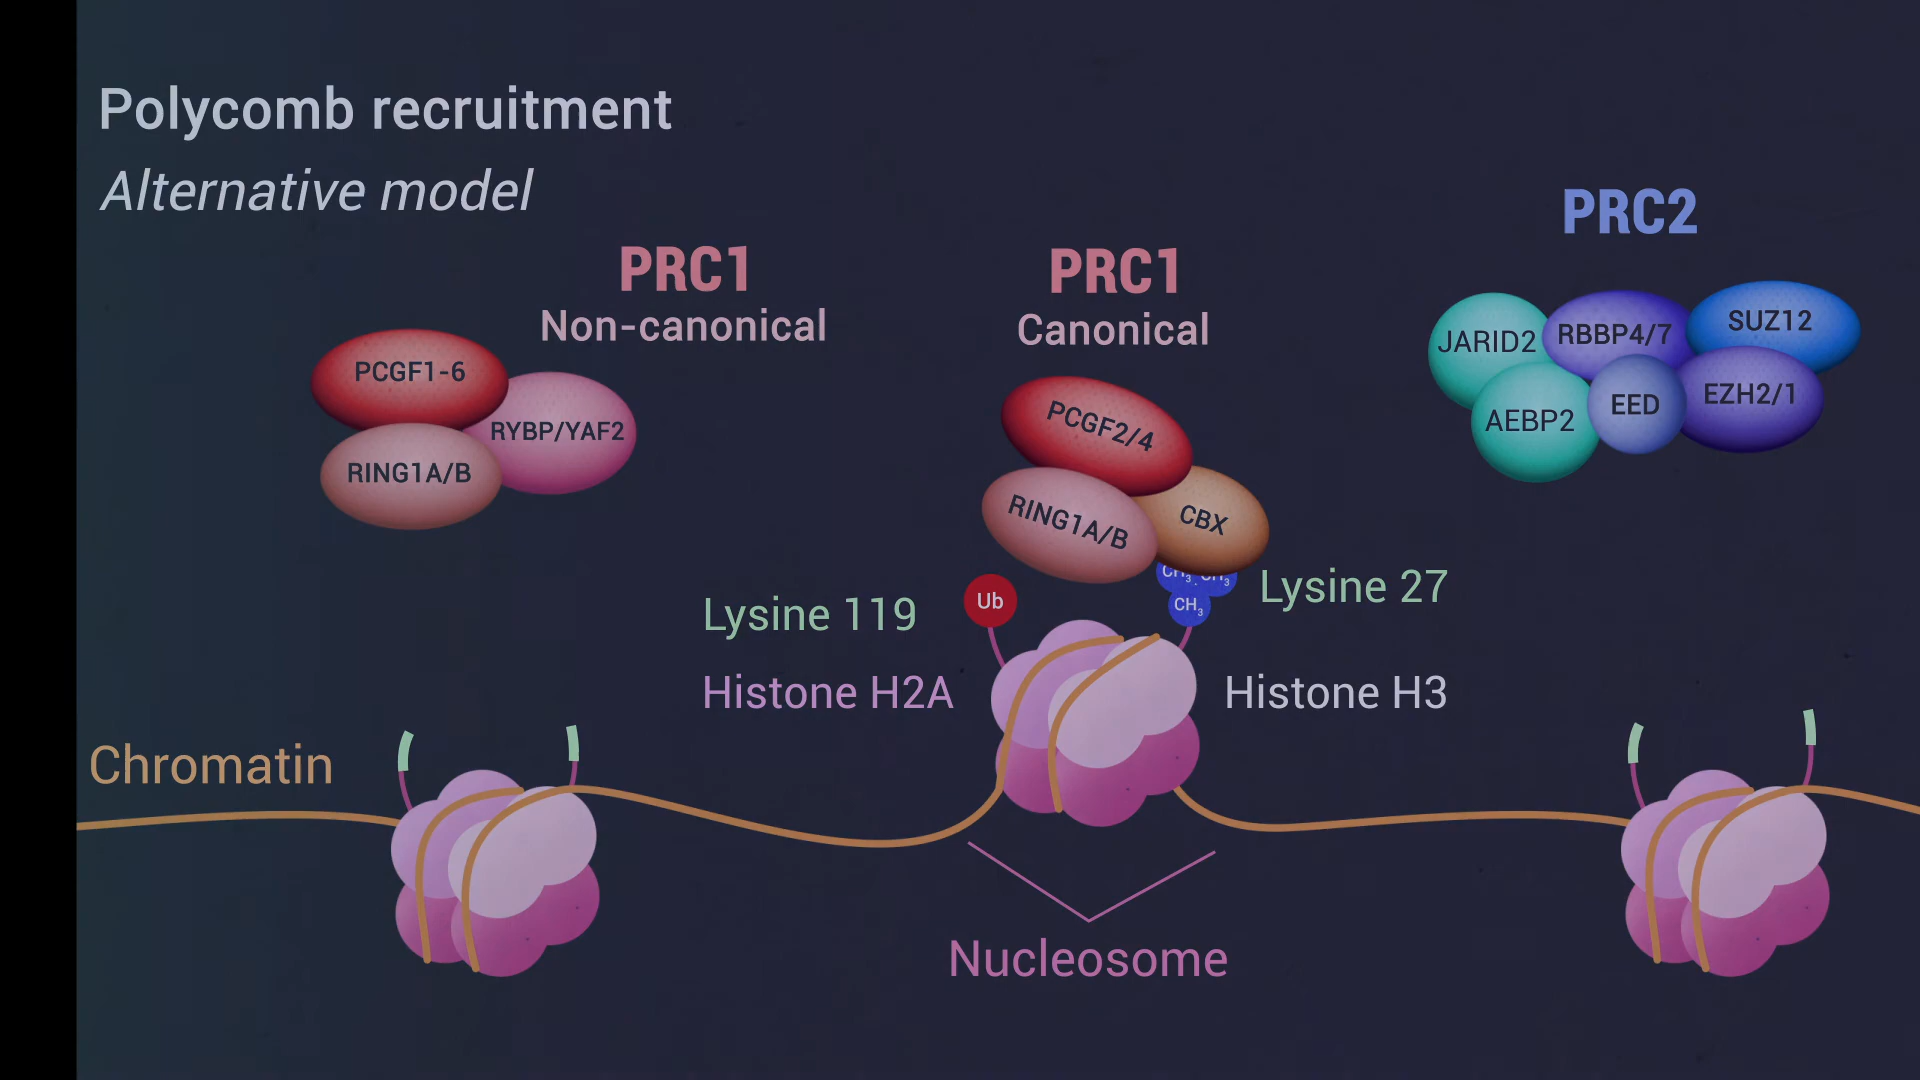 Polycomb recruitment
Alternative model
PRC1
Non-canonical
PCGF1-6
RYBP/YAF2
RING1A/B
PRC1
Canonical
PCGF2/4
RING1A/B
CBX
PRC2
JARID2
RBBP4/7
SUZ12
AEBP2
EED
EZH2/1
Ub
CH₃
CH₃
CH₃
Lysine 119
Lysine 27
Histone H2A
Histone H3
Chromatin
Nucleosome